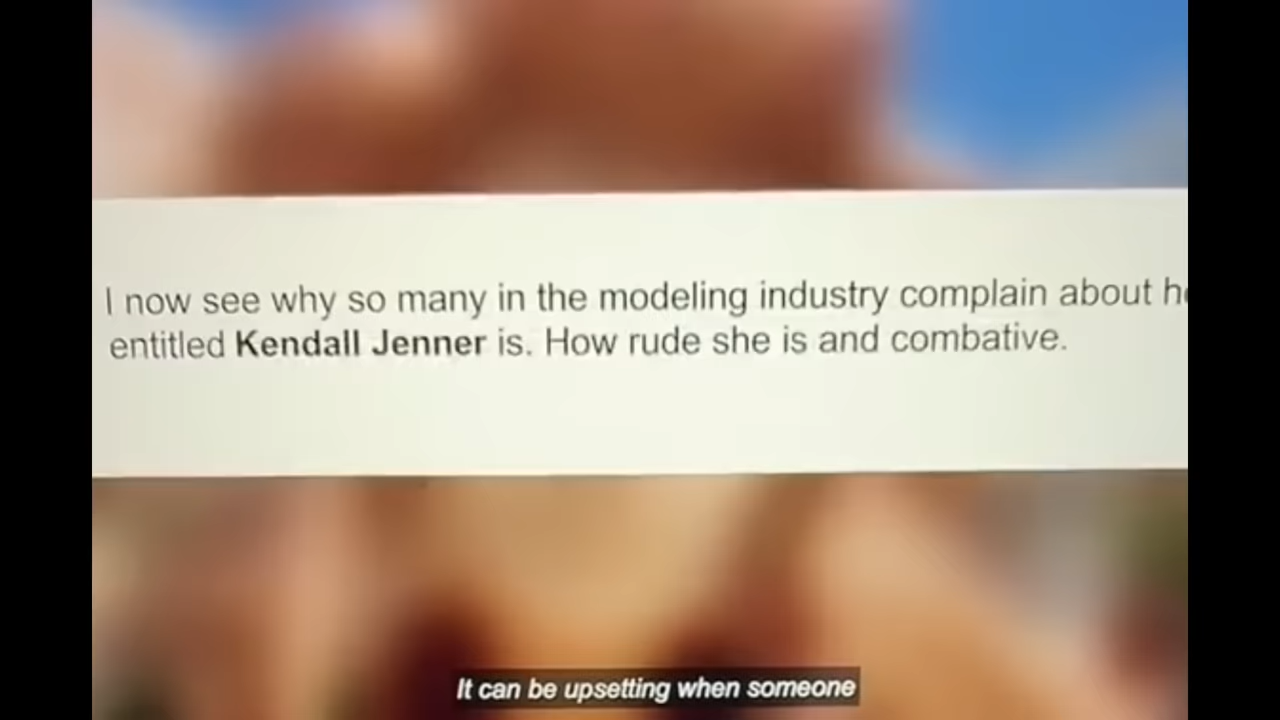 I now see why so many in the modeling industry complain about
entitled Kendall Jenner is. How rude she is and combative.
It can be upsetting when someone